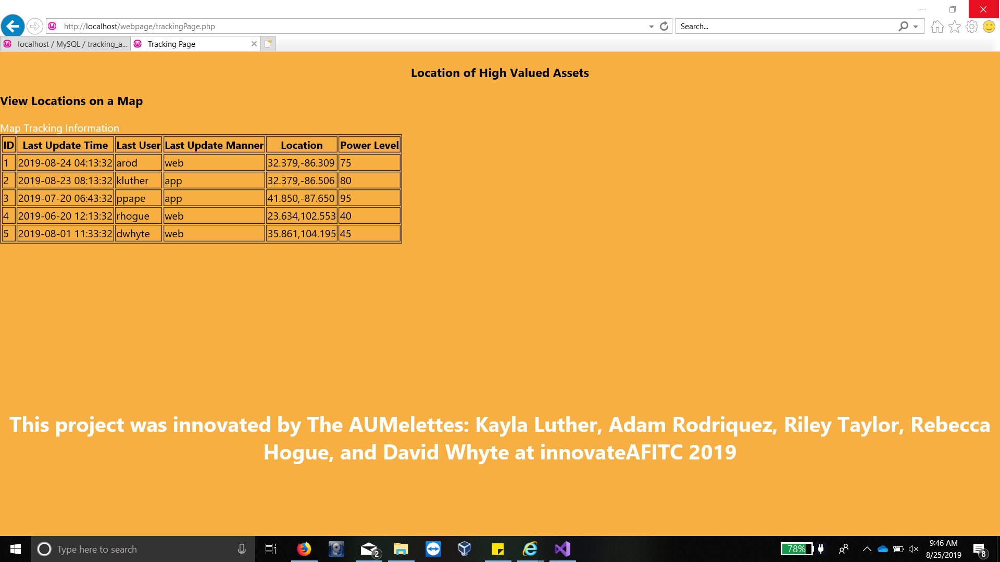 http://localhost/webpage/trackingPage.php
Search...
localhost / MySQL / tracking_a...
Tracking Page
Location of High Valued Assets
View Locations on a Map
Map Tracking Information
ID Last Update Time Last User Last Update Manner Location Power Level
1 2019-08-24 04:13:32 arod web 32.379,-86.309 75
2 2019-08-23 08:13:32 kluther app 32.379,-86.506 80
3 2019-07-20 06:43:32 ppape app 41.850,-87.650 95
4 2019-06-20 12:13:32 rhogue web 23.634,102.553 40
5 2019-08-01 11:33:32 dwhyte web 35.861,104.195 45
This project was innovated by The AUMelettes: Kayla Luther, Adam Rodriquez, Riley Taylor, Rebecca
Hogue, and David Whyte at innovateAFITC 2019
Type here to search
2
78%
9:46 AM
8/25/2019
8